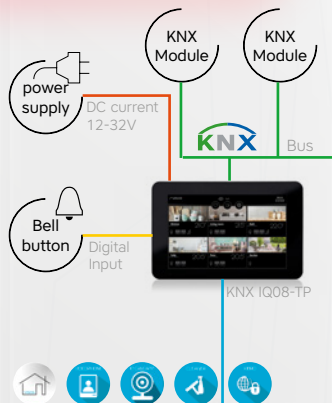 KNX
Module
KNX
Module
power
supply
DC current
12-32V
KNX
Bus
Bell
button
Digital
Input
KNX IQ08-TP